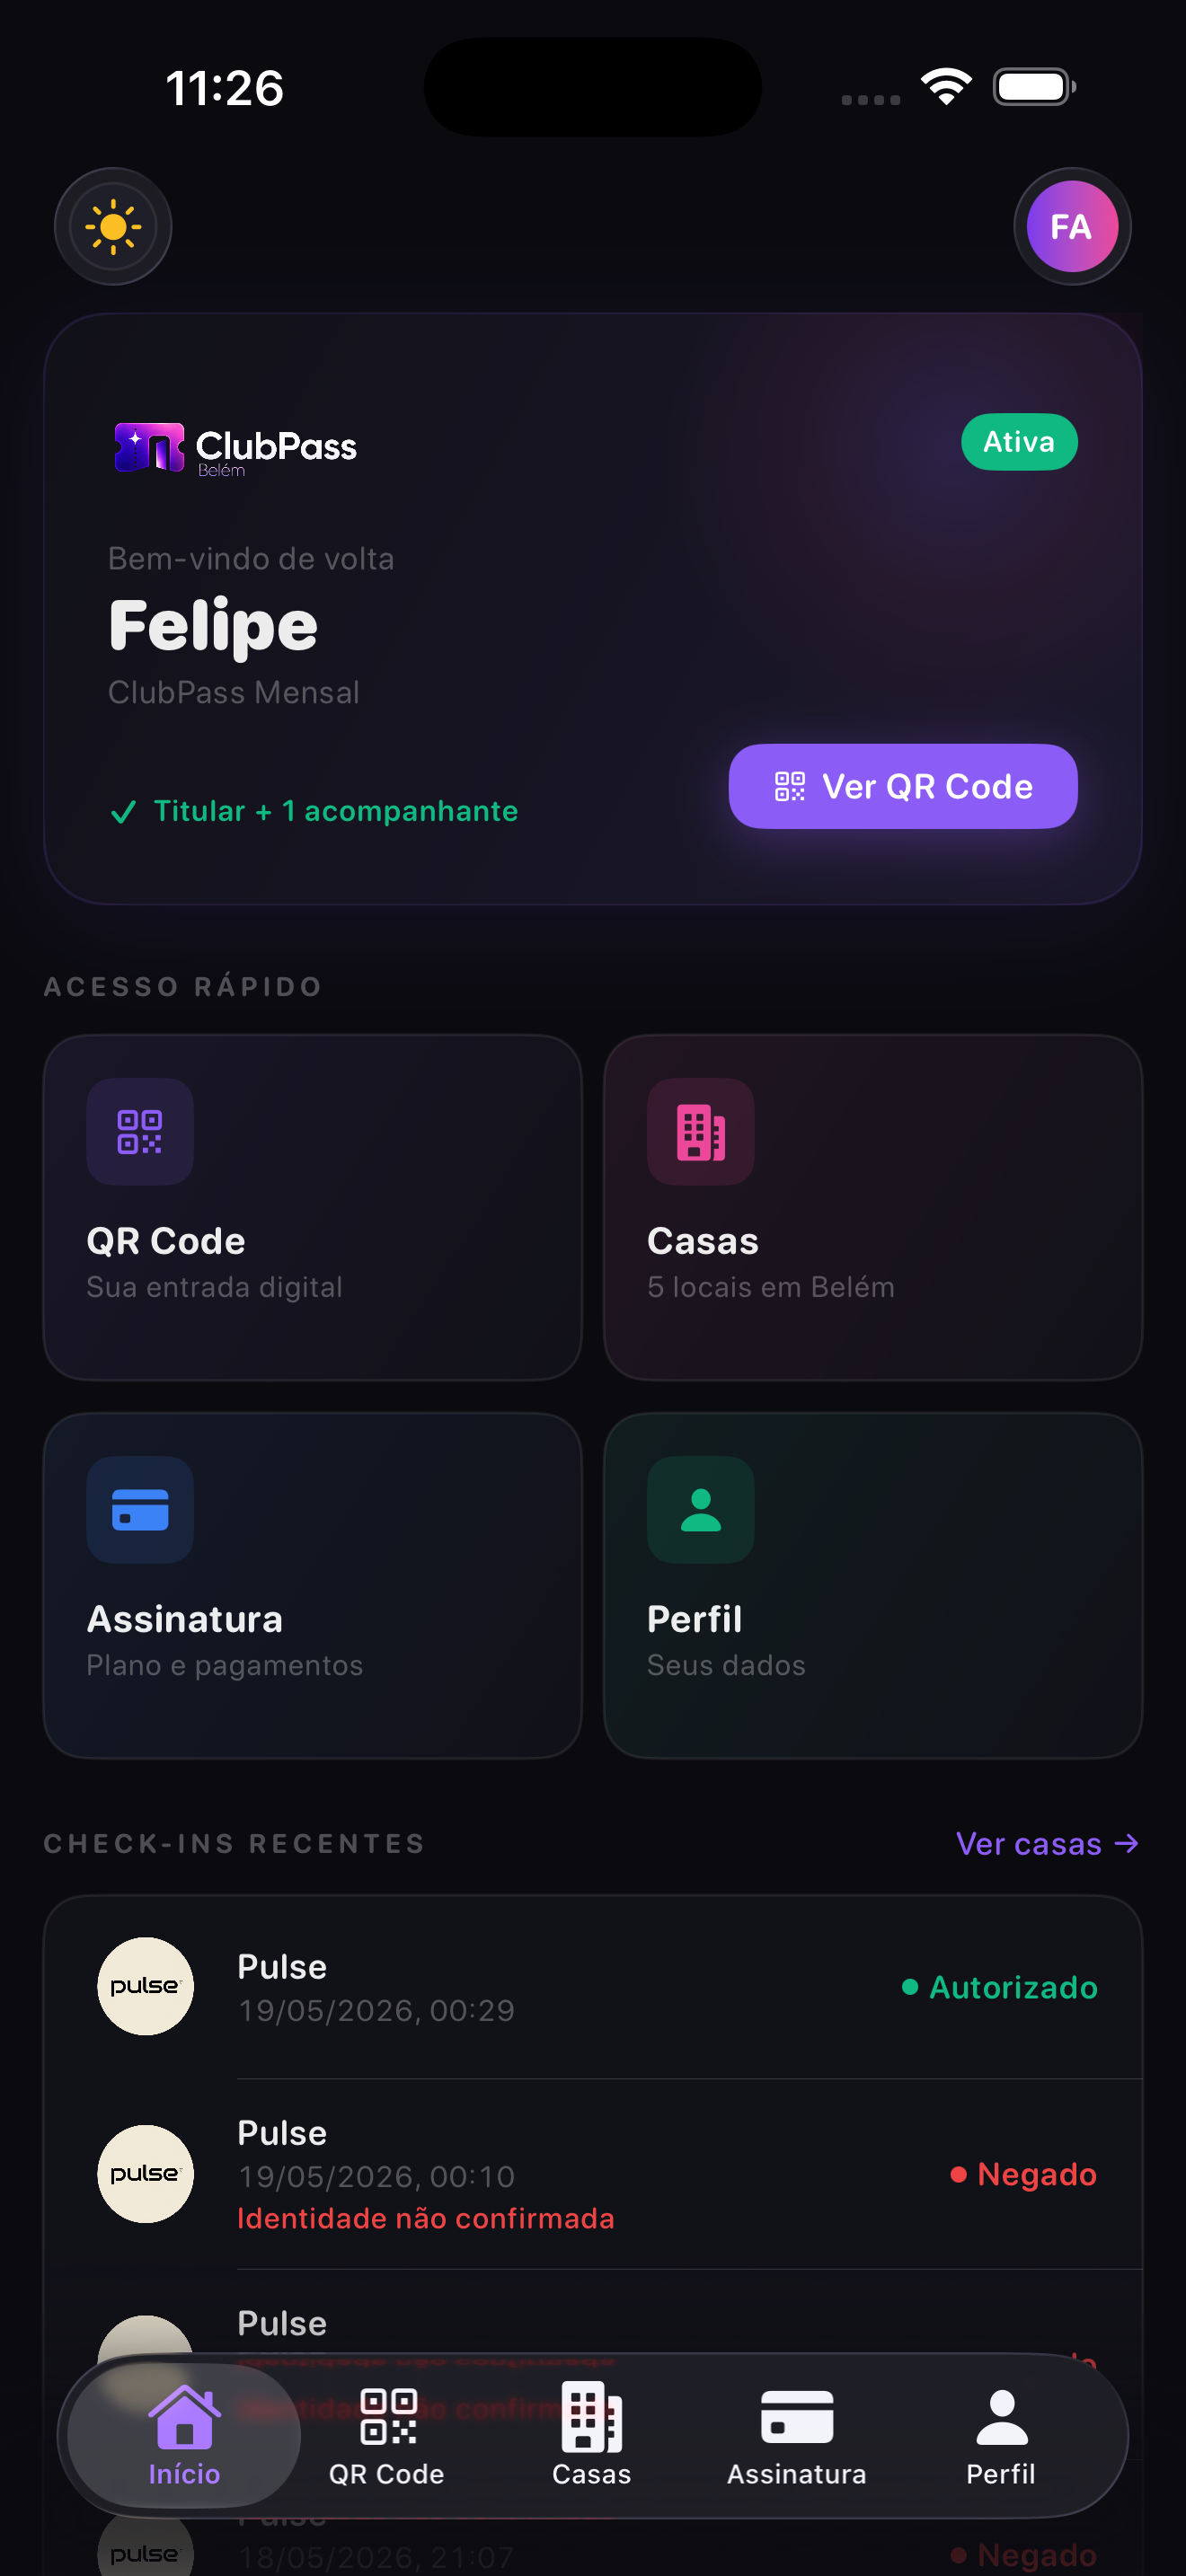 11:26
FA
ClubPass
Belém
Ativa
Bem-vindo de volta
Felipe
ClubPass Mensal
Titular + 1 acompanhante
Ver QR Code
ACESSO RÁPIDO
QR Code
Sua entrada digital
Casas
5 locais em Belém
Assinatura
Plano e pagamentos
Perfil
Seus dados
CHECK-INS RECENTES
Ver casas →
pulse
Pulse
19/05/2026, 00:29
Autorizado
pulse
Pulse
19/05/2026, 00:10
Identidade não confirmada
Negado
Pulse
Início
QR Code
Casas
Assinatura
Perfil
pulse
Pulse
18/05/2026, 21:07
Negado